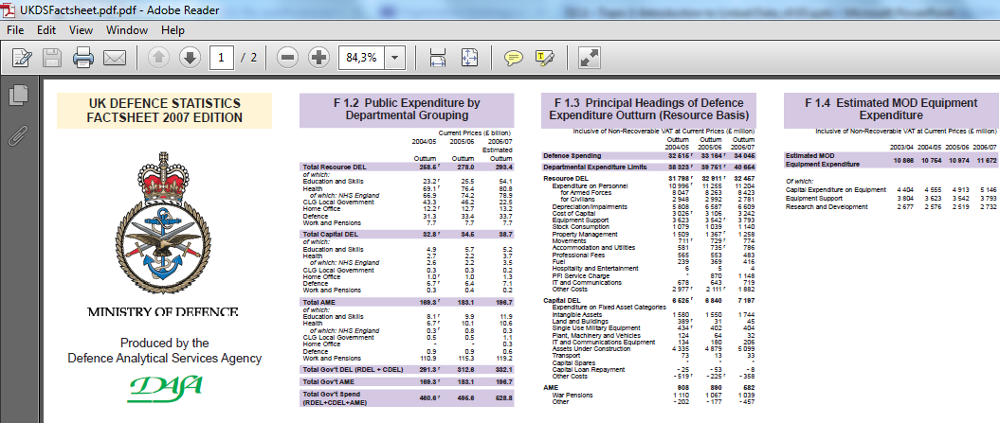 UKDSFactsheet.pdf.pdf - Adobe Reader
File Edit View Window Help
1 / 2 84,3%
UK DEFENCE STATISTICS
FACTSHEET 2007 EDITION
MINISTRY OF DEFENCE
Produced by the
Defence Analytical Services Agency
DASA
F 1.2 Public Expenditure by
Departmental Grouping
Current Prices (£ billion)
2004/05 2005/06 2006/07
Estimated
Outturn Outturn Outturn
Total Resource DEL 258.5 r 278.0 293.4
of which:
Education and Skills 23.2 r 25.5 54.1
Health 69.1 76.4 80.8
of which: NHS England 66.9 74.2 78.9
CLG Local Government 43.3 46.2 22.5
Home Office 12.2 r 12.7 13.2
Defence 31.3 33.4 33.7
Work and Pensions 7.7 7.7 7.7
Total Capital DEL 32.8 r 34.6 38.7
of which:
Education and Skills 4.9 5.7 5.2
Health 2.7 2.2 3.7
of which: NHS England 2.6 2.2 3.5
CLG Local Government 0.3 0.3 0.2
Home Office 1.0 r 1.0 1.3
Defence 6.7 r 6.4 7.1
Work and Pensions 0.3 0.4 0.2
Total AME 169.3 r 183.1 196.7
of which:
Education and Skills 8.1 r 9.9 11.9
Health 6.7 r 10.1 10.6
of which: NHS England 0.3 r 0.8 0.3
CLG Local Government 0.5 0.5 1.1
Home Office - - 0.3
Defence 0.9 0.9 0.6
Work and Pensions 110.9 115.3 119.2
Total Gov't DEL (RDEL + CDEL) 291.3 r 312.6 332.1
Total Gov't AME 169.3 r 183.1 196.7
Total Gov't Spend
(RDEL+CDEL+AME) 460.6 r 495.6 528.8
F 1.3 Principal Headings of Defence
Expenditure Outturn (Resource Basis)
Inclusive of Non-Recoverable VAT at Current Prices (£ million)
Outturn Outturn Outturn
2004/05 2005/06 2006/07
Defence Spending 32 515 r 33 164 r 34 045
Departmental Expenditure Limits 38 323 r 39 751 r 40 654
Resource DEL 31 798 r 32 911 r 32 457
Expenditure on Personnel 10 996 r 11 255 11 204
for Armed Forces 8 047 8 263 8 423
for Civilians 2 948 2 992 2 781
Depreciation/Impairments 5 808 6 587 6 609
Cost of Capital 3 026 r 3 106 3 242
Equipment Support 3 623 3 542 r 3 793
Stock Consumption 1 079 1 039 1 140
Property Management 1 509 1 367 r 1 258
Movements 711 r 729 r 774
Accommodation and Utilities 581 735 r 786
Professional Fees 565 553 483
Fuel 239 369 416
Hospitality and Entertainment 6 5 4
PFI Service Charge * 870 1 148
IT and Communications 678 643 719
Other Costs 2 977 r 2 111 r 1 882
Capital DEL 6 525 r 6 840 7 197
Expenditure on Fixed Asset Categories
Intangible Assets 1 580 1 550 1 744
Land and Buildings 389 r 31 45
Single Use Military Equipment 434 r 402 404
Plant, Machinery and Vehicles 124 64 32
IT and Communications Equipment 134 180 206
Assets Under Construction 4 335 4 879 5 099
Transport 73 13 33
Capital Spares * * *
Capital Loan Repayment - 25 - 53 - 8
Other Costs - 519 r - 225 r - 358
AME 908 890 582
War Pensions 1 110 1 067 1 039
Other - 202 - 177 - 457
F 1.4 Estimated MOD Equipment
Expenditure
Inclusive of Non-Recoverable VAT at Current Prices (£ million)
2003/04 2004/05 2005/06 2006/07
Estimated MOD
Equipment Expenditure 10 886 10 754 10 974 11 672
Of which:
Capital Expenditure on Equipment 4 404 4 555 4 913 5 146
Equipment Support 3 804 3 623 3 542 3 793
Research and Development 2 677 2 576 2 519 2 732